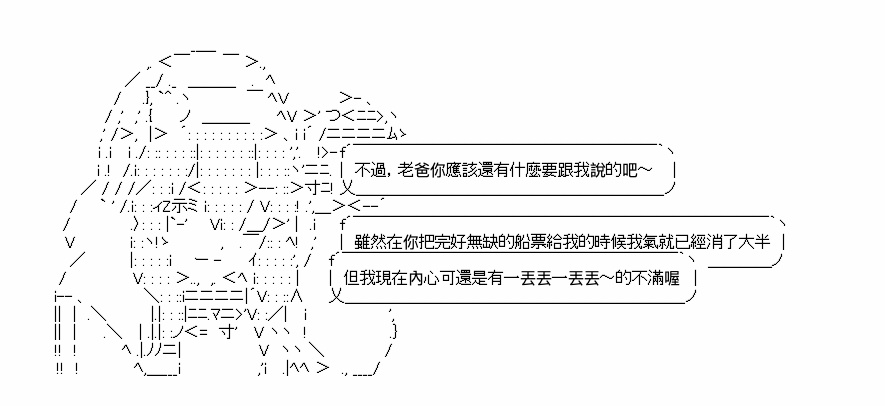 不過，老爸你應該還有什麼要跟我說的吧～
雖然在你把完好無缺的船票給我的時候我氣就已經消了大半
但我現在內心可還是有一丟丟一丟丟～的不滿喔